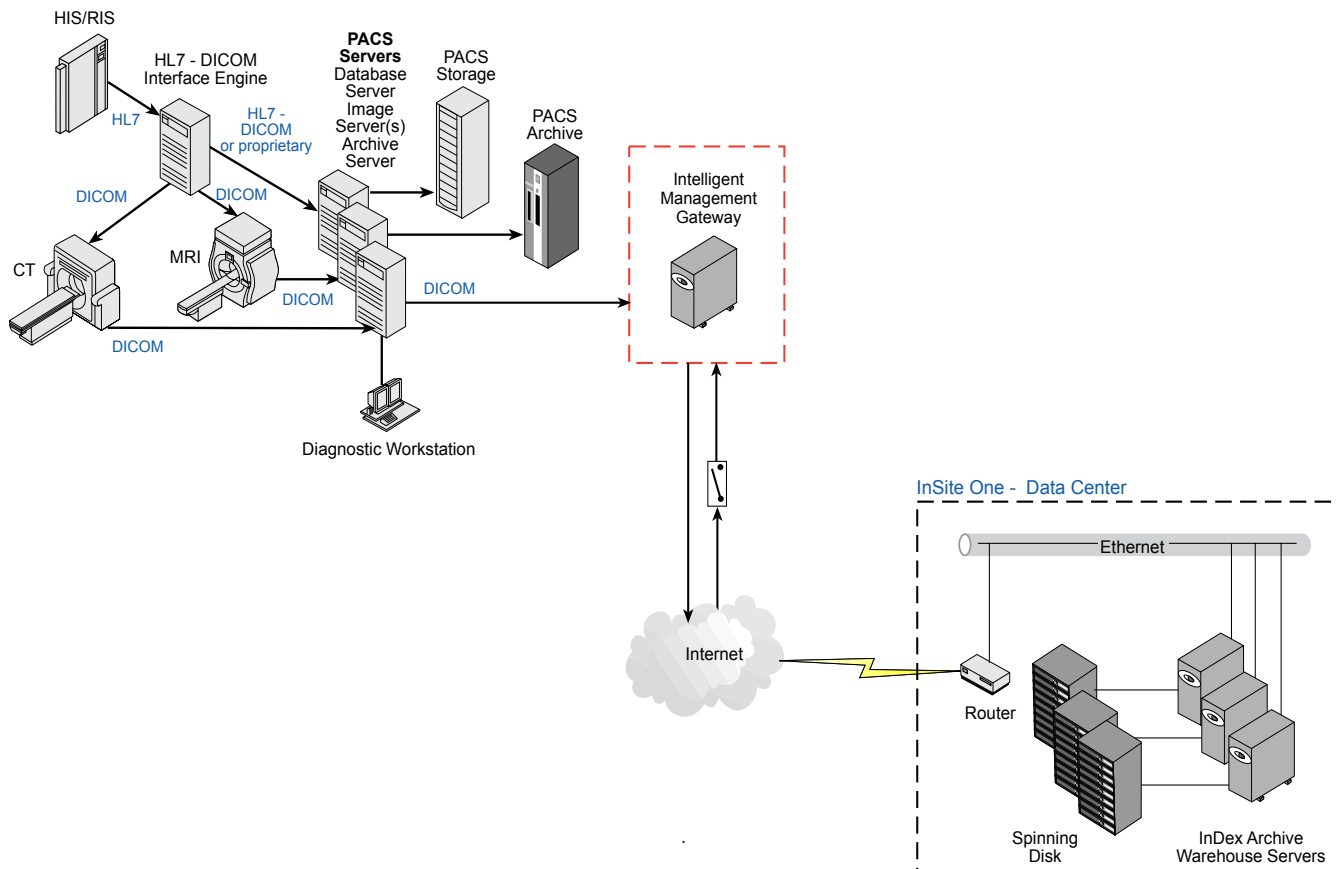 HIS/RIS
HL7 - DICOM
Interface Engine
HL7
HL7 -
DICOM
or proprietary
PACS
Servers
Database
Server
Image
Server(s)
Archive
Server
PACS
Storage
PACS
Archive
DICOM
DICOM
CT
MRI
DICOM
DICOM
DICOM
Diagnostic Workstation
Intelligent
Management
Gateway
Internet
InSite One - Data Center
Ethernet
Router
Spinning
Disk
InDex Archive
Warehouse Servers